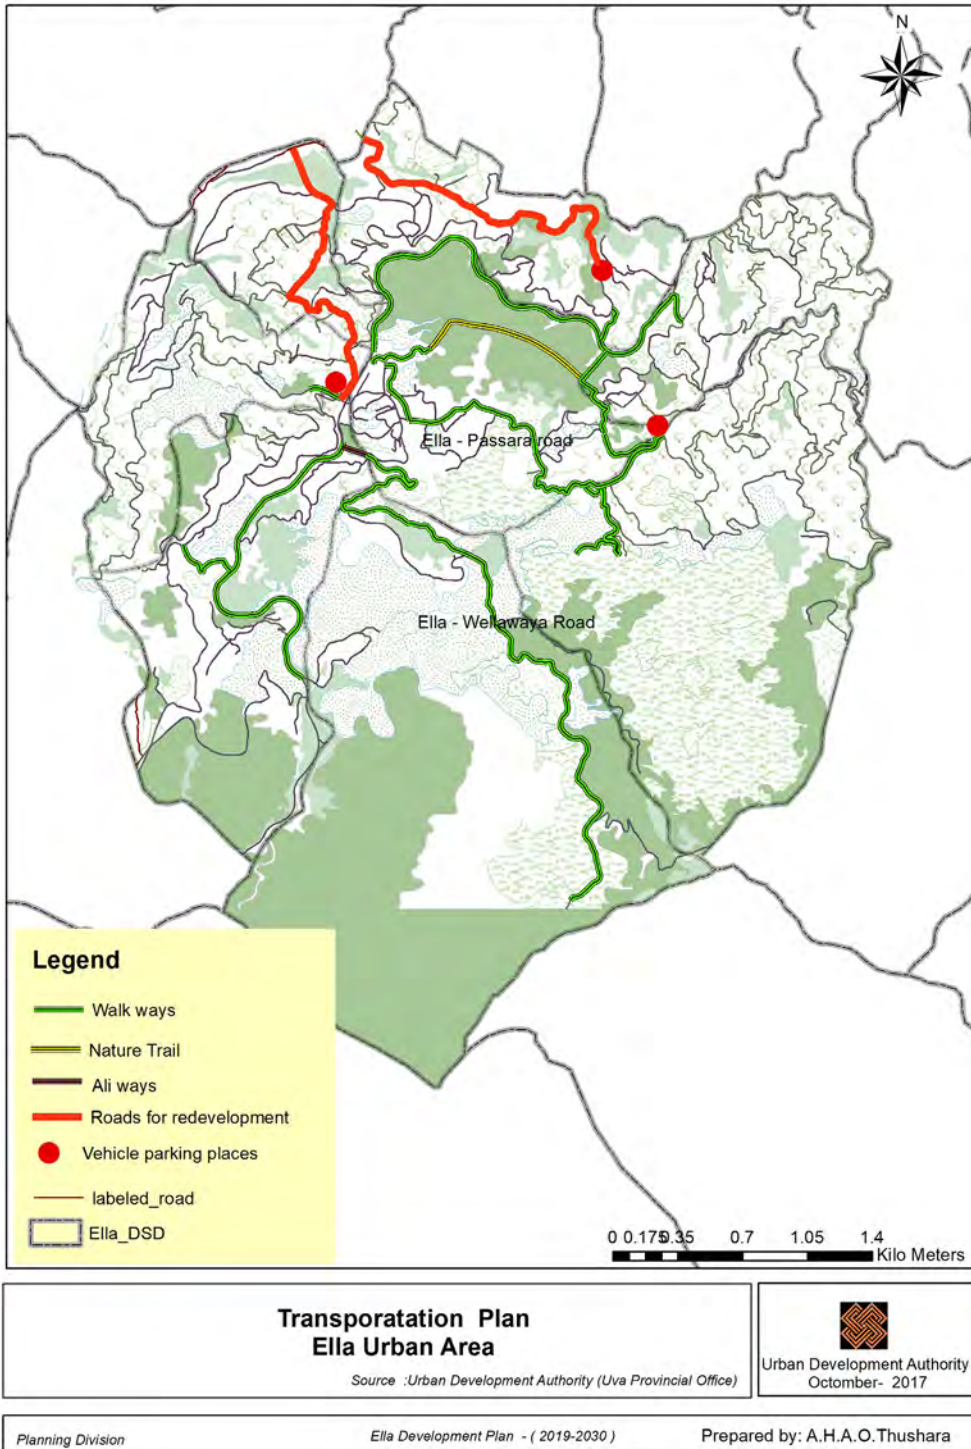 N
Ella - Passara road
Ella - Wellawaya Road
Legend
Walk ways
Nature Trail
Ali ways
Roads for redevelopment
Vehicle parking places
labeled_road
Ella_DSD
0 0.175 0.35 0.7 1.05 1.4
Kilo Meters
Transporatation Plan
Ella Urban Area
Source :Urban Development Authority (Uva Provincial Office)
Urban Development Authority
Octomber- 2017
Planning Division
Ella Development Plan - ( 2019-2030 )
Prepared by: A.H.A.O.Thushara